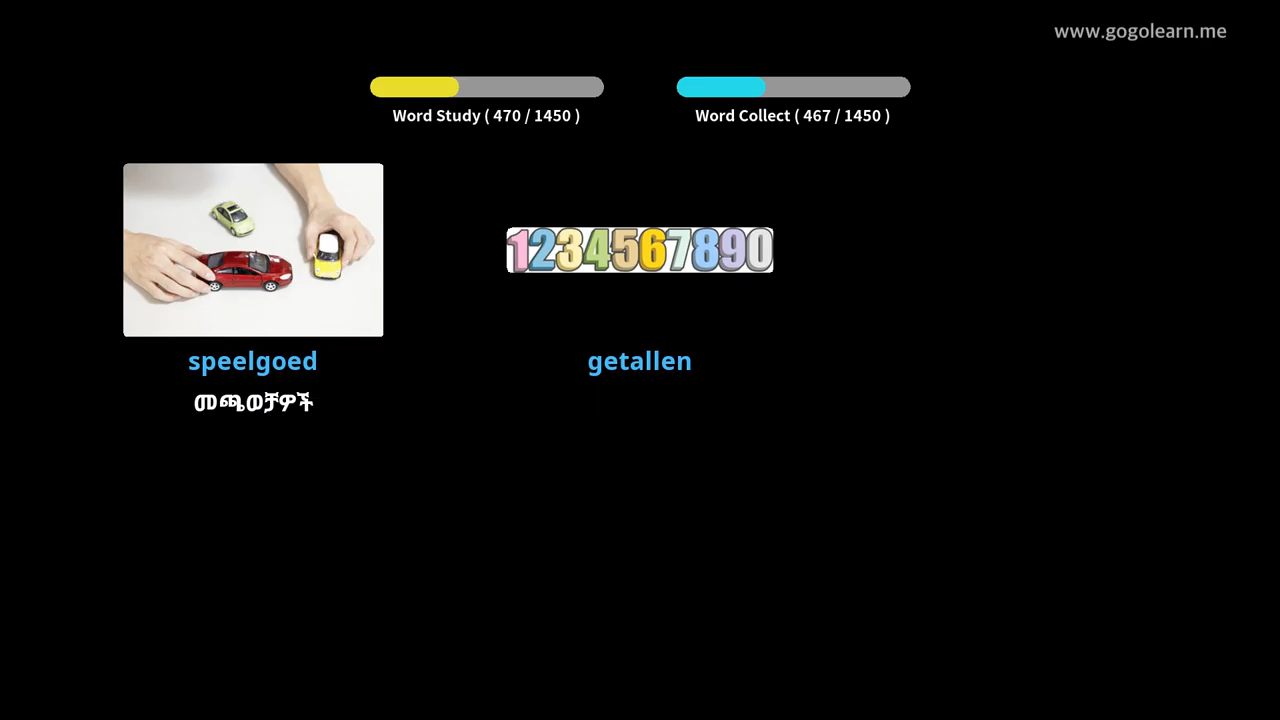 www.gogolearn.me
Word Study ( 470 / 1450 )
Word Collect ( 467 / 1450 )
1234567890
speelgoed
getallen
መጫወቻዎች